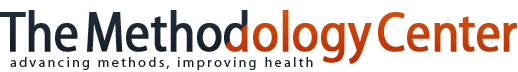 The Methodology Center
advancing methods, improving health